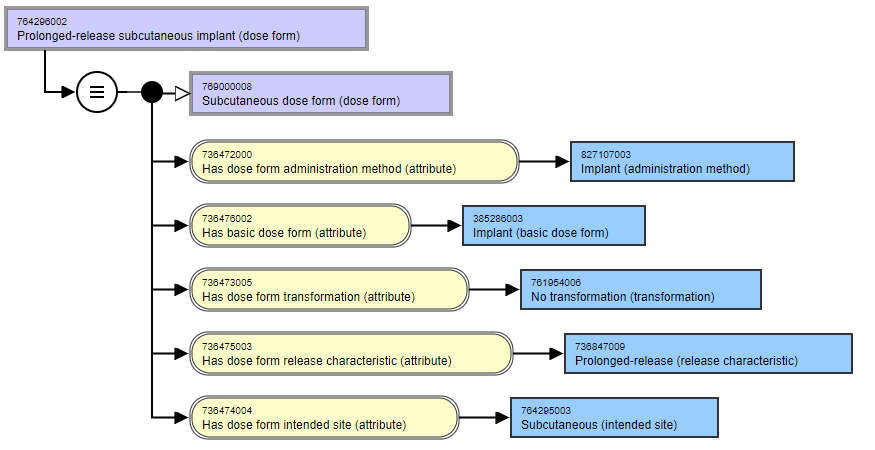 764296002
Prolonged-release subcutaneous implant (dose form)
769000008
Subcutaneous dose form (dose form)
736472000
Has dose form administration method (attribute)
827107003
Implant (administration method)
736476002
Has basic dose form (attribute)
385286003
Implant (basic dose form)
736473005
Has dose form transformation (attribute)
761954006
No transformation (transformation)
736475003
Has dose form release characteristic (attribute)
736847009
Prolonged-release (release characteristic)
736474004
Has dose form intended site (attribute)
764295003
Subcutaneous (intended site)